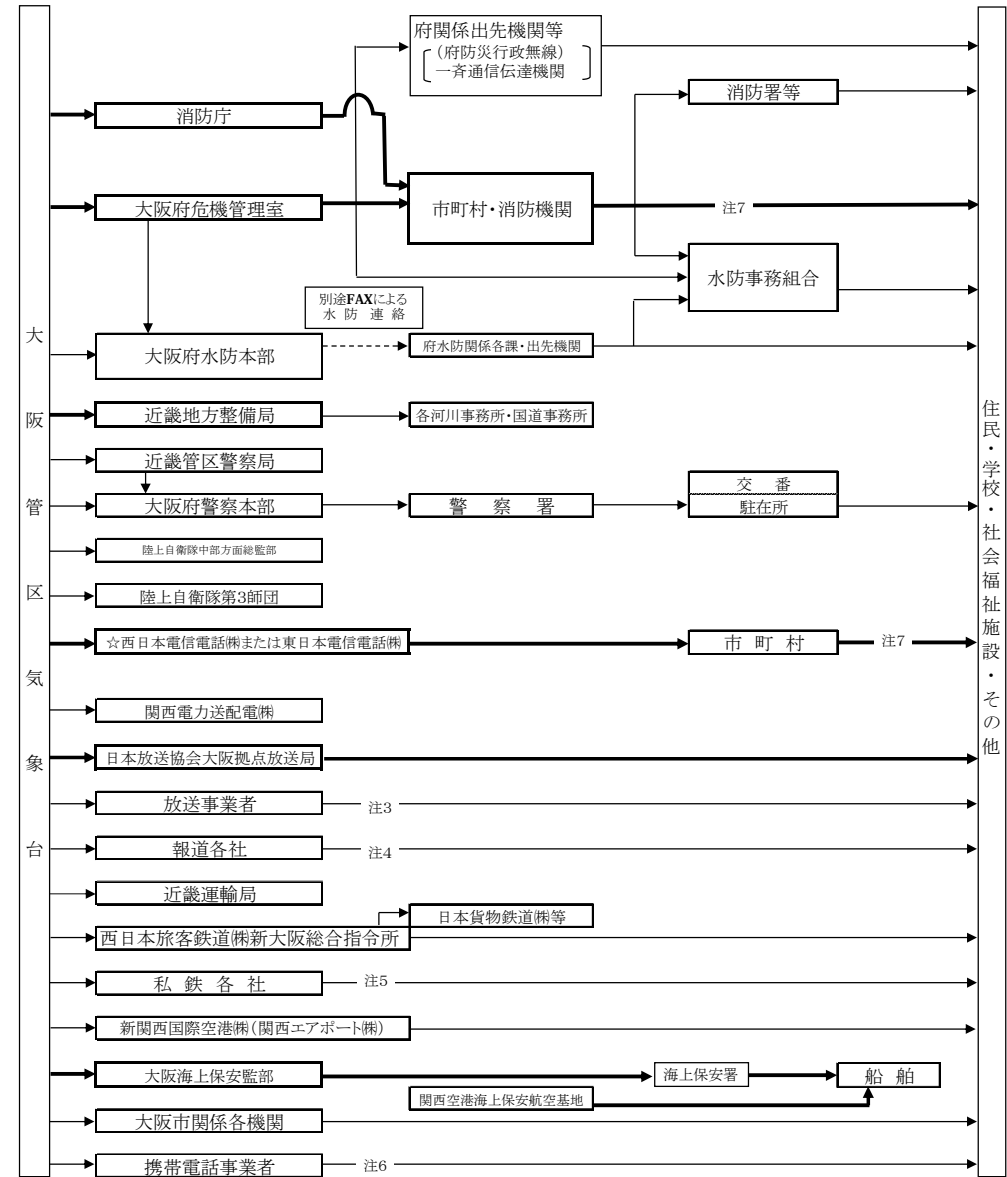 大阪管区気象台
府関係出先機関等
(府防災行政無線)
一斉通信伝達機関
消防署等
消防庁
大阪府危機管理室
市町村・消防機関
注7
水防事務組合
別途FAXによる
水防連絡
大阪府水防本部
府水防関係各課・出先機関
近畿地方整備局
各河川事務所・国道事務所
近畿管区警察局
大阪府警察本部
警察署
交番
駐在所
陸上自衛隊中部方面総監部
陸上自衛隊第3師団
☆西日本電信電話㈱または東日本電信電話㈱
市町村
注7
関西電力送配電㈱
日本放送協会大阪拠点放送局
放送事業者
注3
報道各社
注4
近畿運輸局
日本貨物鉄道㈱等
西日本旅客鉄道㈱新大阪総合指令所
私鉄各社
注5
新関西国際空港㈱(関西エアポート㈱)
大阪海上保安監部
海上保安署
船舶
関西空港海上保安航空基地
大阪市関係各機関
携帯電話事業者
注6
住民・学校・社会福祉施設・その他